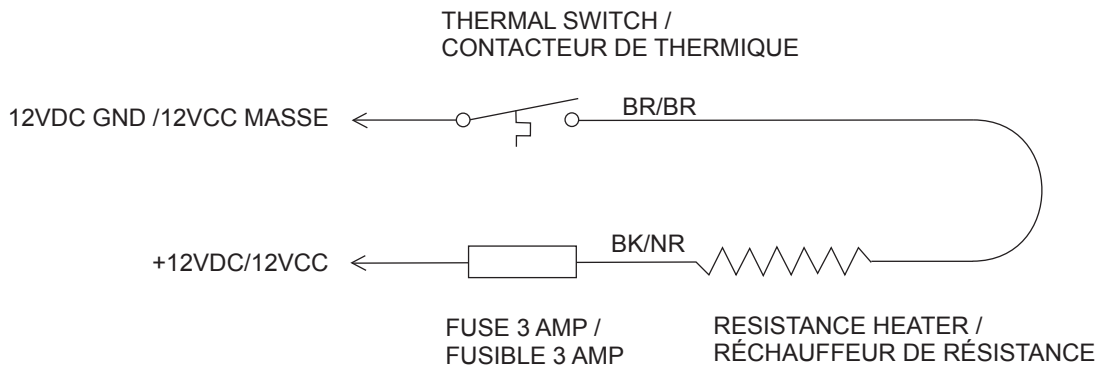 THERMAL SWITCH /
CONTACTEUR DE THERMIQUE
12VDC GND /12VCC MASSE
BR/BR
+12VDC/12VCC
BK/NR
FUSE 3 AMP /
FUSIBLE 3 AMP
RESISTANCE HEATER /
RÉCHAUFFEUR DE RÉSISTANCE